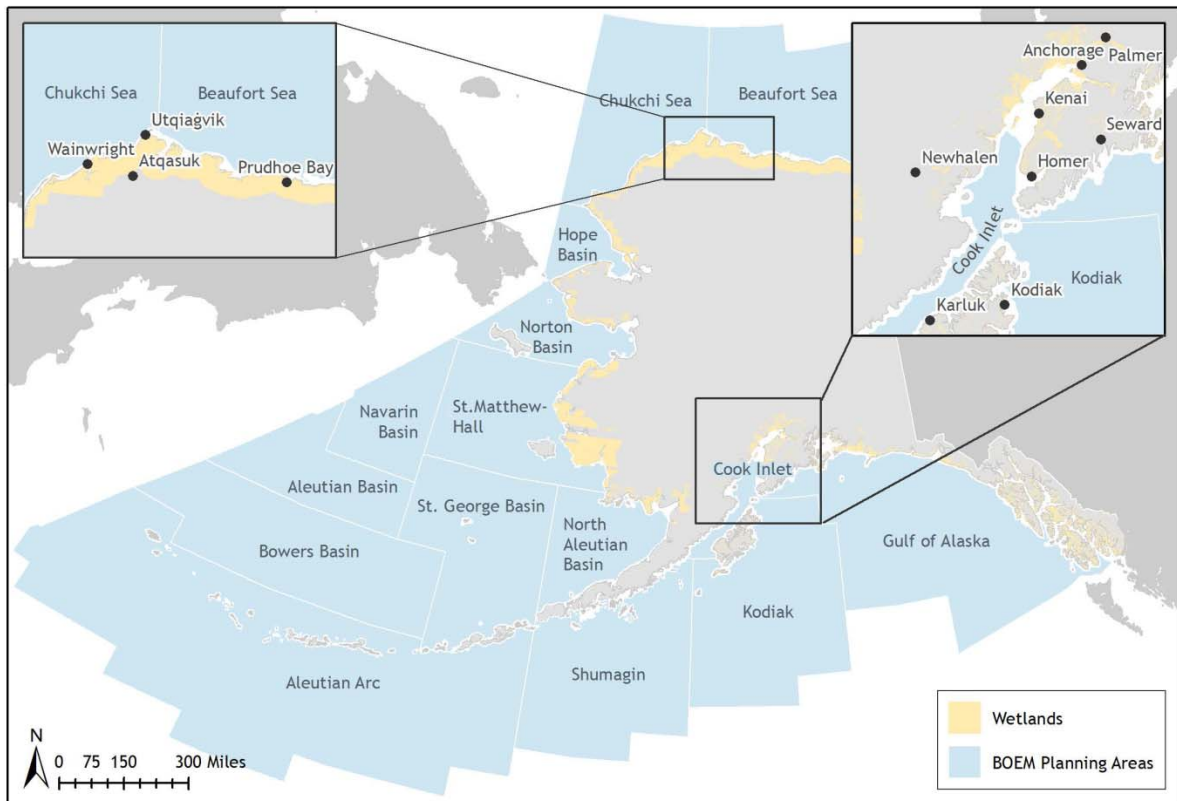 Chukchi Sea
Beaufort Sea
Utqiaġvik
Wainwright
Atqasuk
Prudhoe Bay
Chukchi Sea
Beaufort Sea
Anchorage
Palmer
Kenai
Seward
Newhalen
Homer
Cook Inlet
Kodiak
Kodiak
Karluk
Hope
Basin
Norton
Basin
Navarin
Basin
St.Matthew-
Hall
Aleutian Basin
St. George Basin
Bowers Basin
North
Aleutian
Basin
Cook Inlet
Gulf of Alaska
Kodiak
Shumagin
Aleutian Arc
N
0 75 150 300 Miles
Wetlands
BOEM Planning Areas